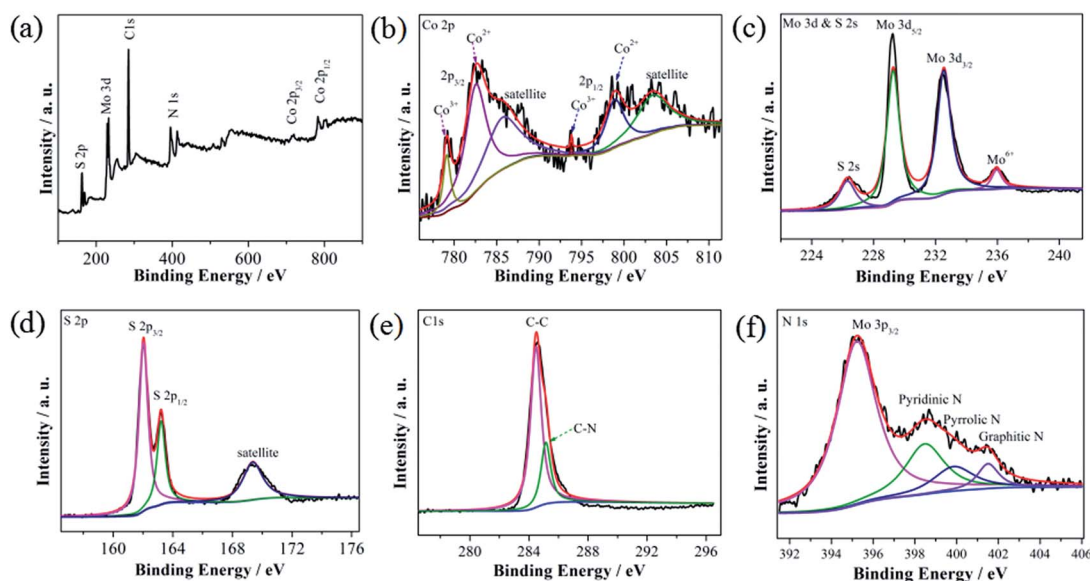 (a)
Intensity / a. u.
S 2p
Mo 3d
C1s
N 1s
Co 2p3/2
Co 2p1/2
200 400 600 800
Binding Energy / eV
(b)
Intensity / a. u.
Co 2p
Co2+
2p3/2
satellite
Co3+
2p1/2
Co2+
satellite
Co3+
780 785 790 795 800 805 810
Binding Energy / eV
(c)
Intensity / a. u.
Mo 3d & S 2s
Mo 3d5/2
Mo 3d3/2
S 2s
Mo6+
224 228 232 236 240
Binding Energy / eV
(d)
Intensity / a. u.
S 2p
S 2p3/2
S 2p1/2
satellite
160 164 168 172 176
Binding Energy / eV
(e)
Intensity / a. u.
C1s
C-C
C-N
280 284 288 292 296
Binding Energy / eV
(f)
Intensity / a. u.
N 1s
Mo 3p3/2
Pyridinic N
Pyrrolic N
Graphitic N
392 394 396 398 400 402 404 406
Binding Energy / eV